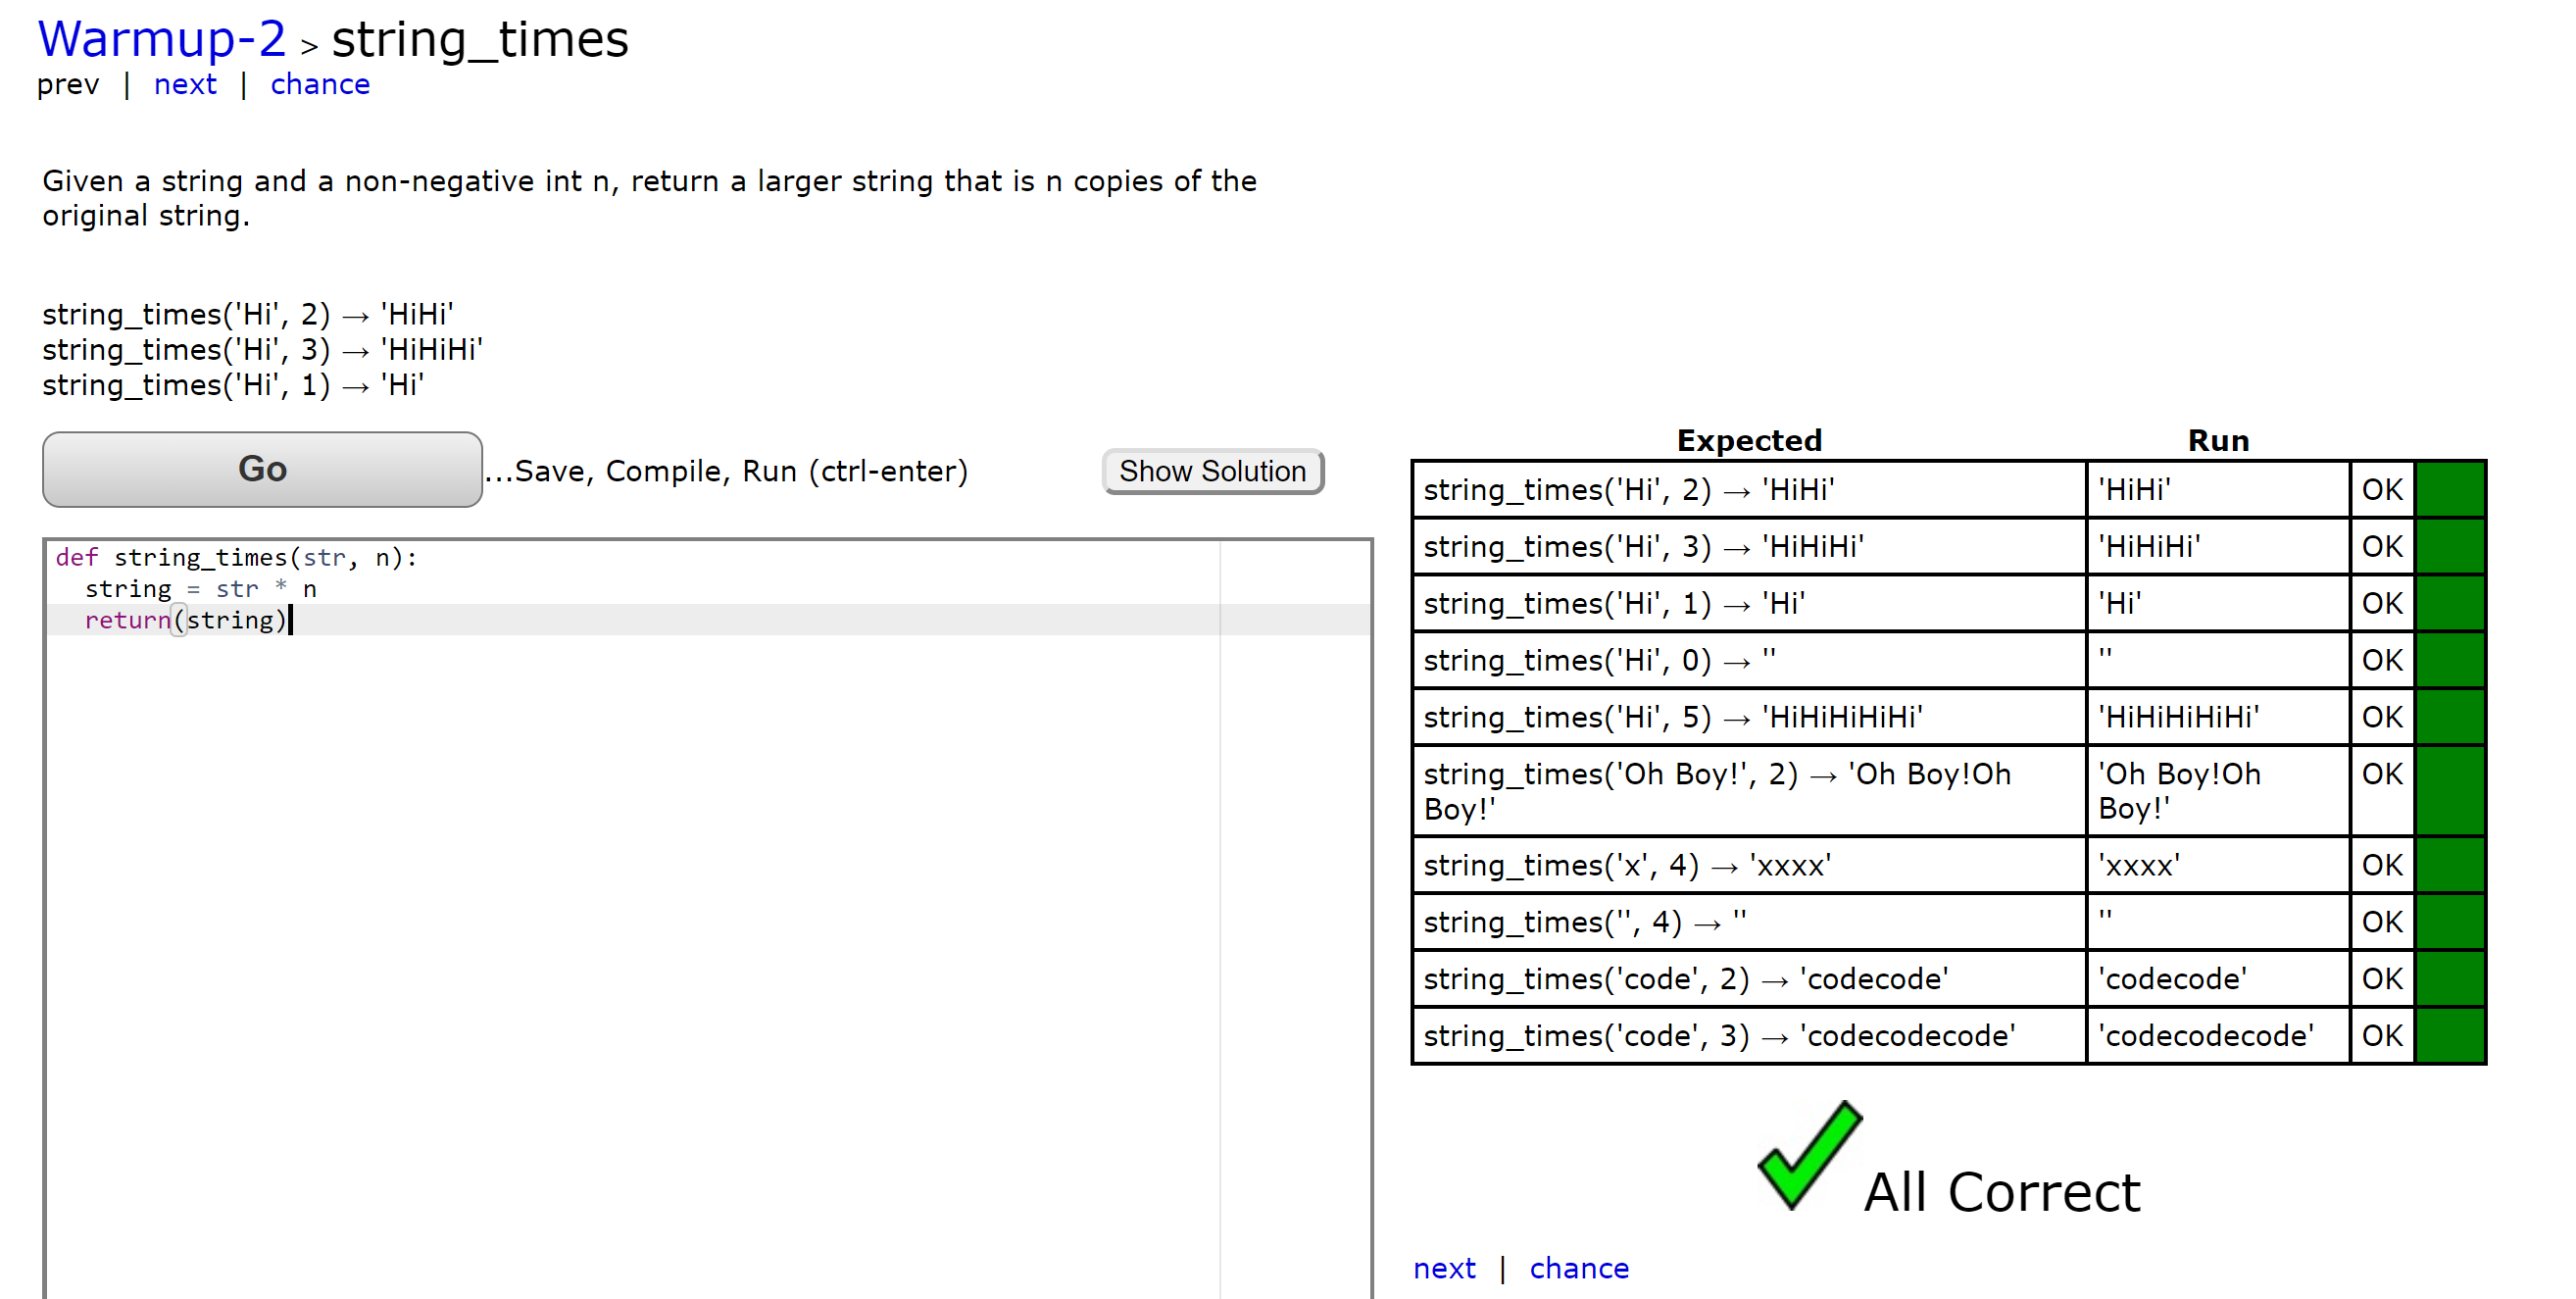 Warmup-2 > string_times
prev | next | chance
Given a string and a non-negative int n, return a larger string that is n copies of the
original string.
string_times('Hi', 2) → 'HiHi'
string_times('Hi', 3) → 'HiHiHi'
string_times('Hi', 1) → 'Hi'
Go ...Save, Compile, Run (ctrl-enter) Show Solution
def string_times(str, n):
  string = str * n
  return(string)
Expected Run
string_times('Hi', 2) → 'HiHi' 'HiHi' OK
string_times('Hi', 3) → 'HiHiHi' 'HiHiHi' OK
string_times('Hi', 1) → 'Hi' 'Hi' OK
string_times('Hi', 0) → '' '' OK
string_times('Hi', 5) → 'HiHiHiHiHi' 'HiHiHiHiHi' OK
string_times('Oh Boy!', 2) → 'Oh Boy!Oh 'Oh Boy!Oh OK
Boy!' Boy!'
string_times('x', 4) → 'xxxx' 'xxxx' OK
string_times('', 4) → '' '' OK
string_times('code', 2) → 'codecode' 'codecode' OK
string_times('code', 3) → 'codecodecode' 'codecodecode' OK
All Correct
next | chance